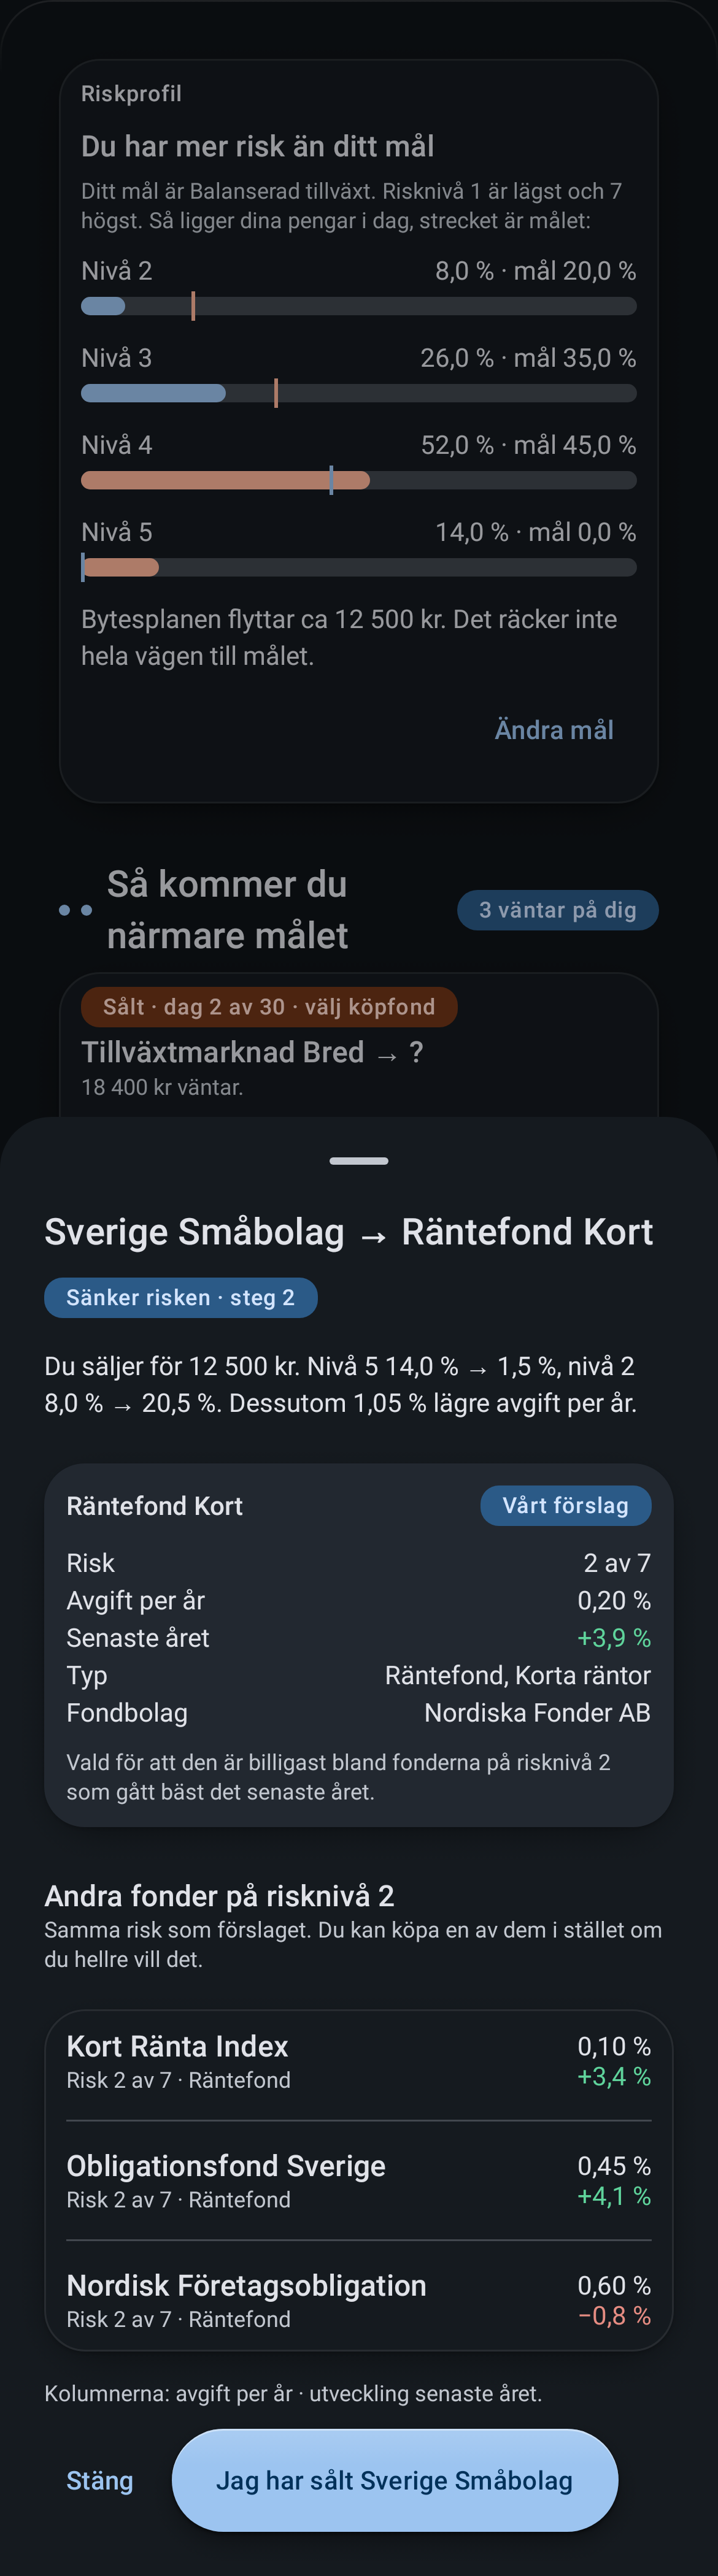 Riskprofil
Du har mer risk än ditt mål
Ditt mål är Balanserad tillväxt. Risknivå 1 är lägst och 7
högst. Så ligger dina pengar i dag, strecket är målet:
Nivå 2 8,0 % · mål 20,0 %
Nivå 3 26,0 % · mål 35,0 %
Nivå 4 52,0 % · mål 45,0 %
Nivå 5 14,0 % · mål 0,0 %
Bytesplanen flyttar ca 12 500 kr. Det räcker inte
hela vägen till målet.
Ändra mål
Så kommer du
närmare målet
3 väntar på dig
Sålt · dag 2 av 30 · välj köpfond
Tillväxtmarknad Bred → ?
18 400 kr väntar.
Sverige Småbolag → Räntefond Kort
Sänker risken · steg 2
Du säljer för 12 500 kr. Nivå 5 14,0 % → 1,5 %, nivå 2
8,0 % → 20,5 %. Dessutom 1,05 % lägre avgift per år.
Räntefond Kort Vårt förslag
Risk 2 av 7
Avgift per år 0,20 %
Senaste året +3,9 %
Typ Räntefond, Korta räntor
Fondbolag Nordiska Fonder AB
Vald för att den är billigast bland fonderna på risknivå 2
som gått bäst det senaste året.
Andra fonder på risknivå 2
Samma risk som förslaget. Du kan köpa en av dem i stället om
du hellre vill det.
Kort Ränta Index 0,10 %
Risk 2 av 7 · Räntefond +3,4 %
Obligationsfond Sverige 0,45 %
Risk 2 av 7 · Räntefond +4,1 %
Nordisk Företagsobligation 0,60 %
Risk 2 av 7 · Räntefond −0,8 %
Kolumnerna: avgift per år · utveckling senaste året.
Stäng Jag har sålt Sverige Småbolag